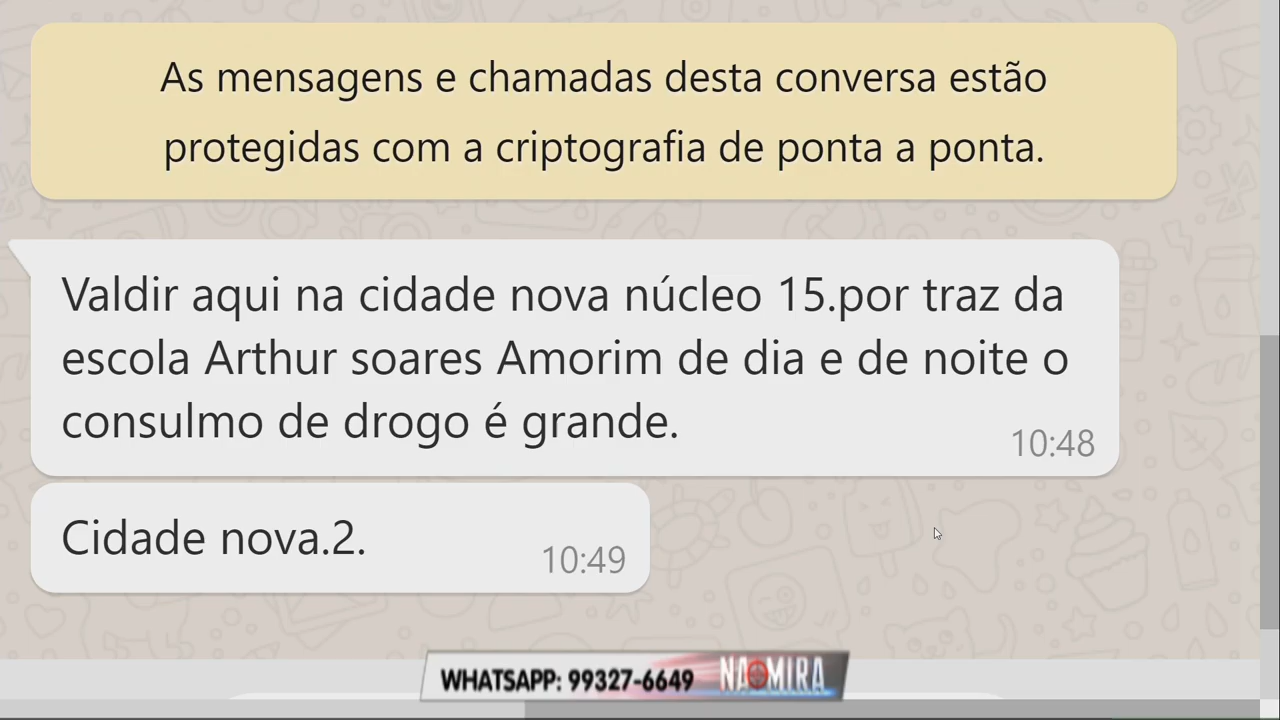 As mensagens e chamadas desta conversa estão
protegidas com a criptografia de ponta a ponta.
Valdir aqui na cidade nova núcleo 15.por traz da
escola Arthur soares Amorim de dia e de noite o
consulmo de drogo é grande.
10:48
Cidade nova.2.
10:49
WHATSAPP: 99327-6649 NA MIRA